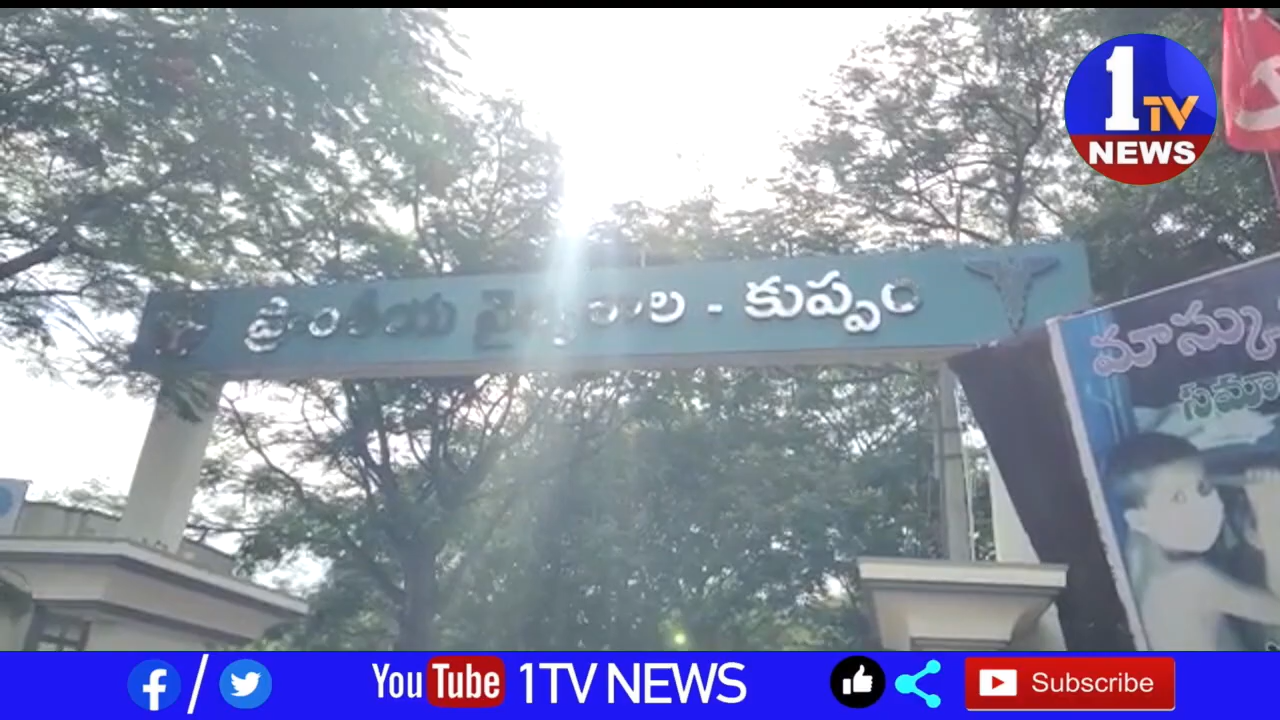 1TV
NEWS
ప్రాంతీయ వైద్యశాల - కుప్పం
మాస్కు
YouTube 1TV NEWS
Subscribe